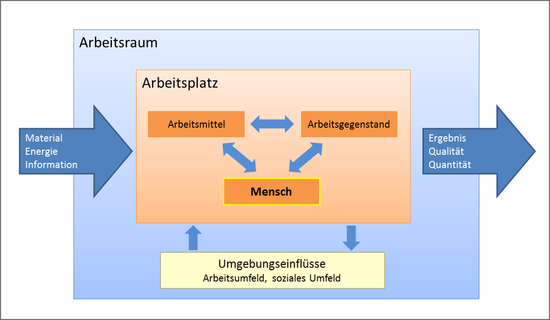 Arbeitsraum
Arbeitsplatz
Arbeitsmittel
Arbeitsgegenstand
Material
Energie
Information
Ergebnis
Qualität
Quantität
Mensch
Umgebungseinflüsse
Arbeitsumfeld, soziales Umfeld